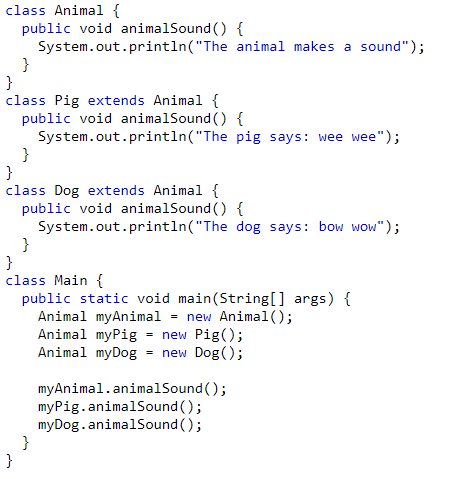 class Animal {
  public void animalSound() {
    System.out.println("The animal makes a sound");
  }
}
class Pig extends Animal {
  public void animalSound() {
    System.out.println("The pig says: wee wee");
  }
}
class Dog extends Animal {
  public void animalSound() {
    System.out.println("The dog says: bow wow");
  }
}
class Main {
  public static void main(String[] args) {
    Animal myAnimal = new Animal();
    Animal myPig = new Pig();
    Animal myDog = new Dog();

    myAnimal.animalSound();
    myPig.animalSound();
    myDog.animalSound();
  }
}